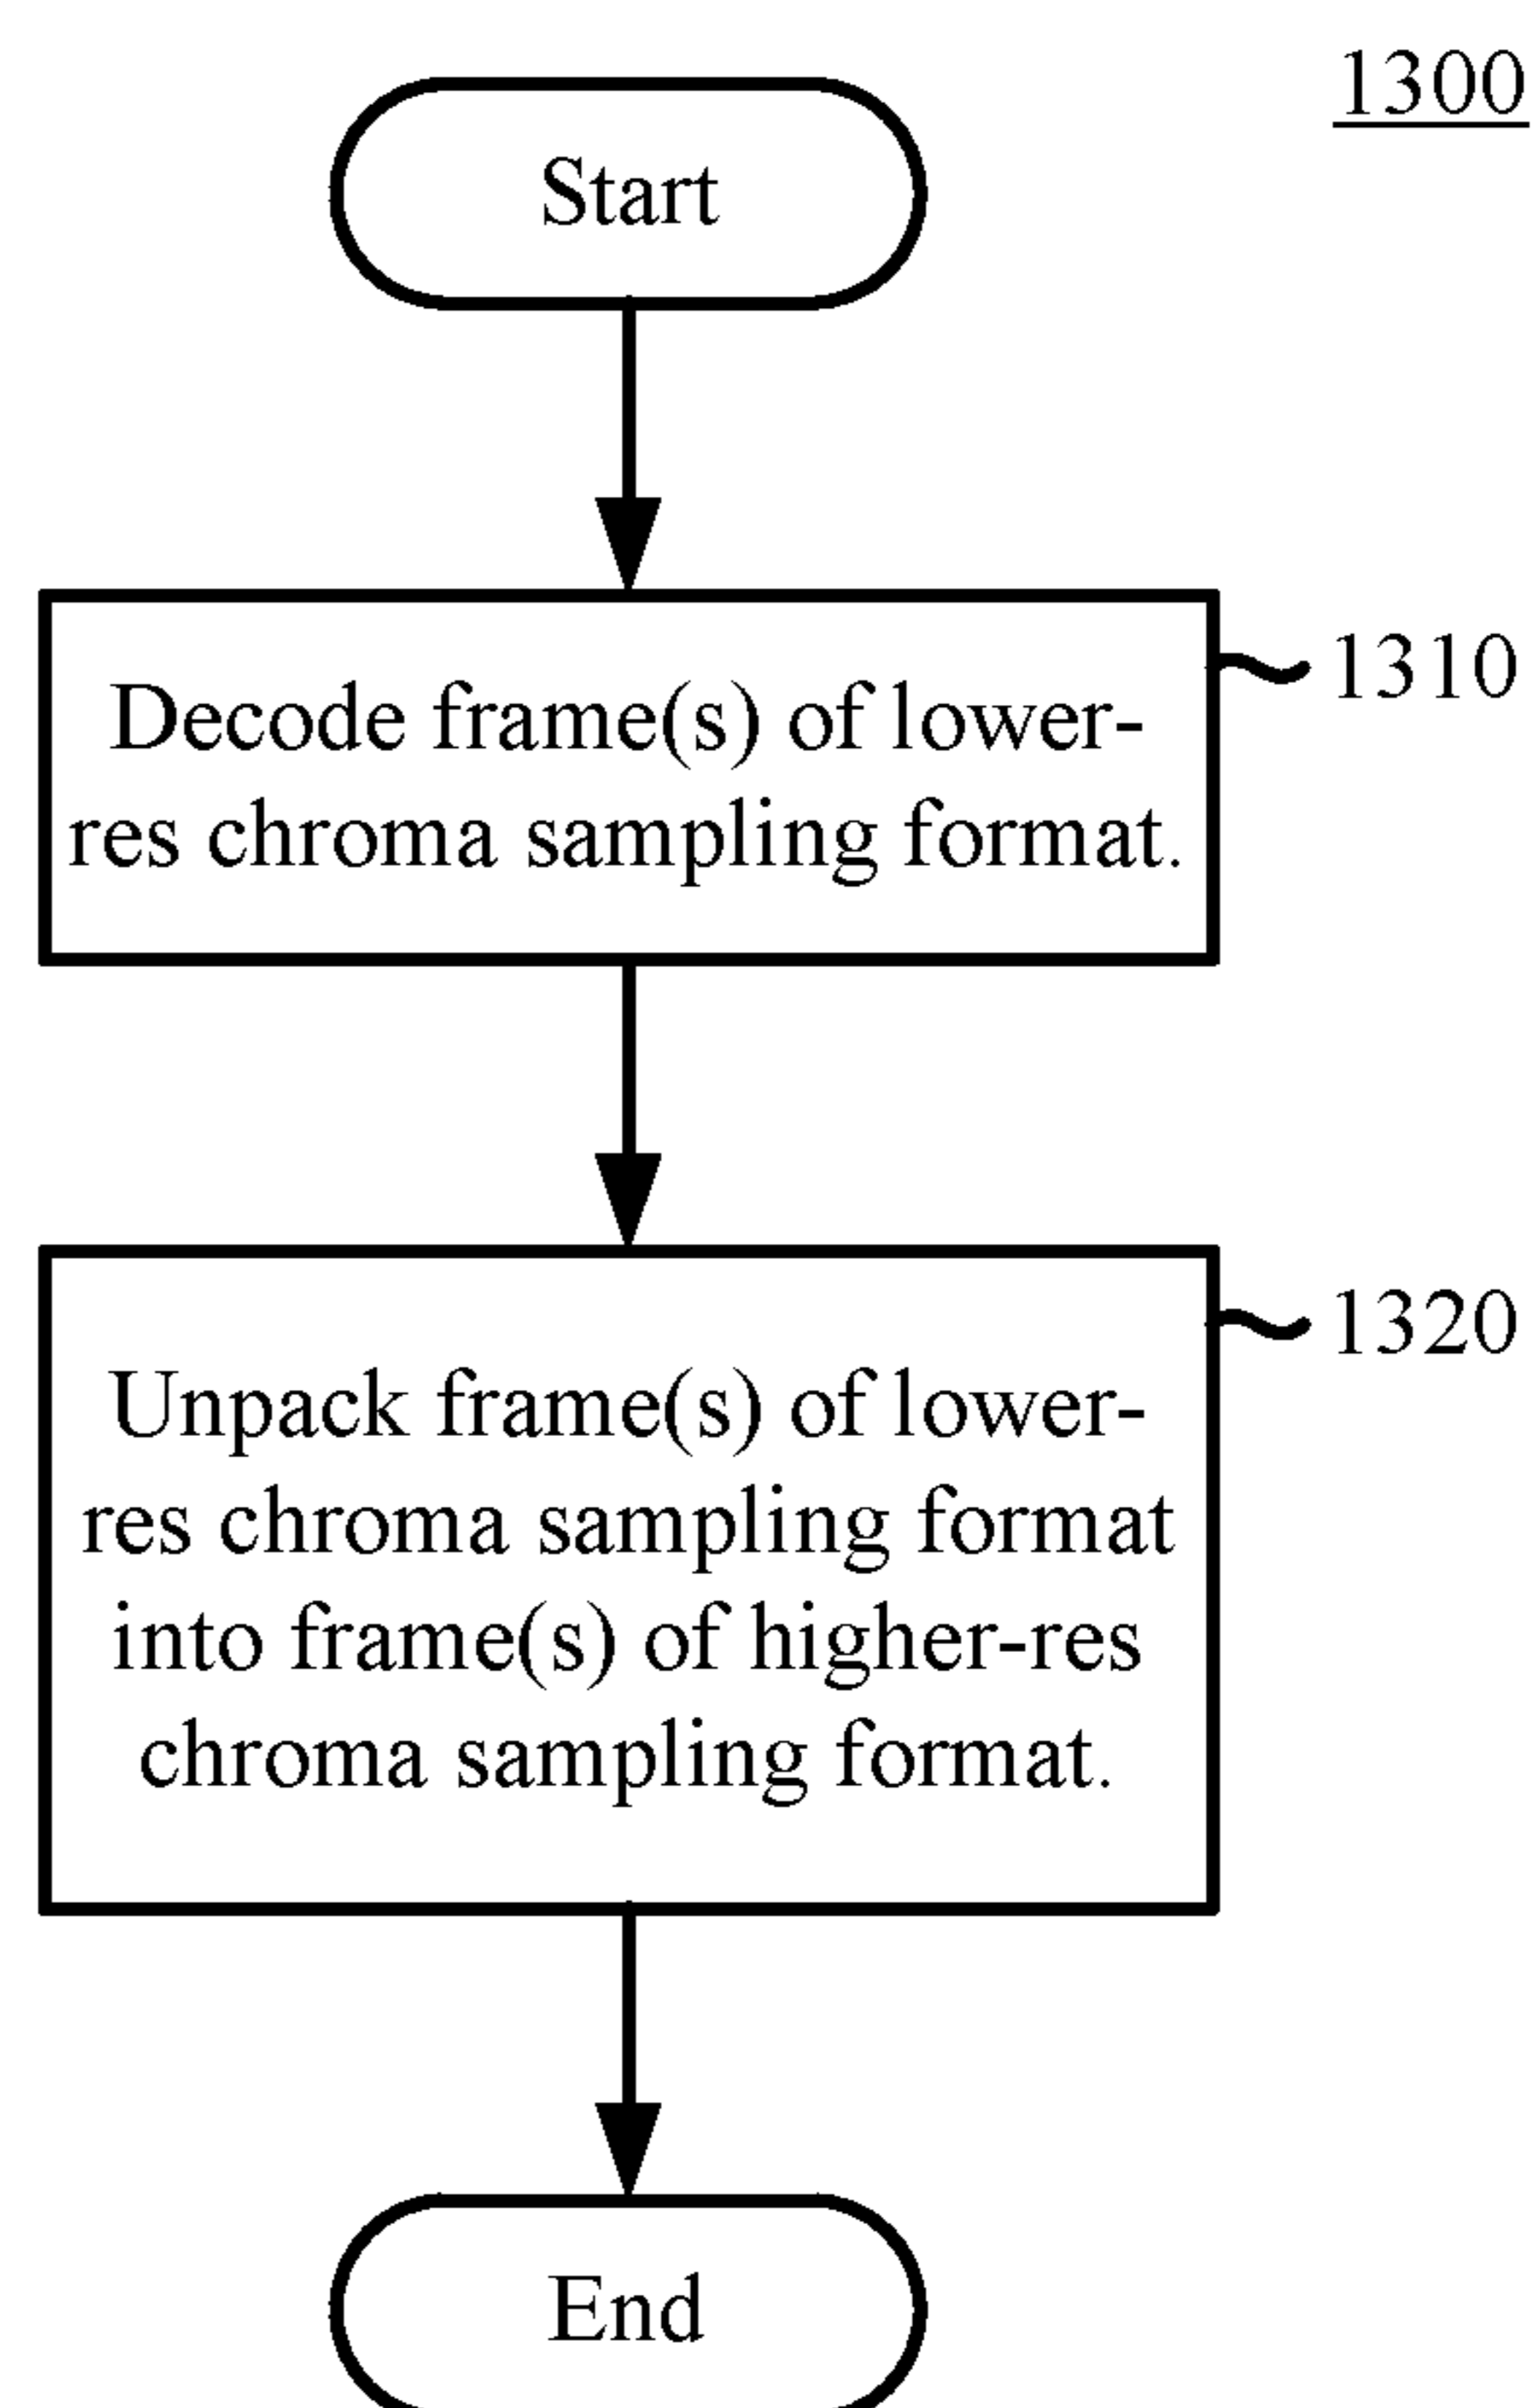 1300
Start
1310
Decode frame(s) of lower-
res chroma sampling format.
1320
Unpack frame(s) of lower-
res chroma sampling format
into frame(s) of higher-res
chroma sampling format.
End